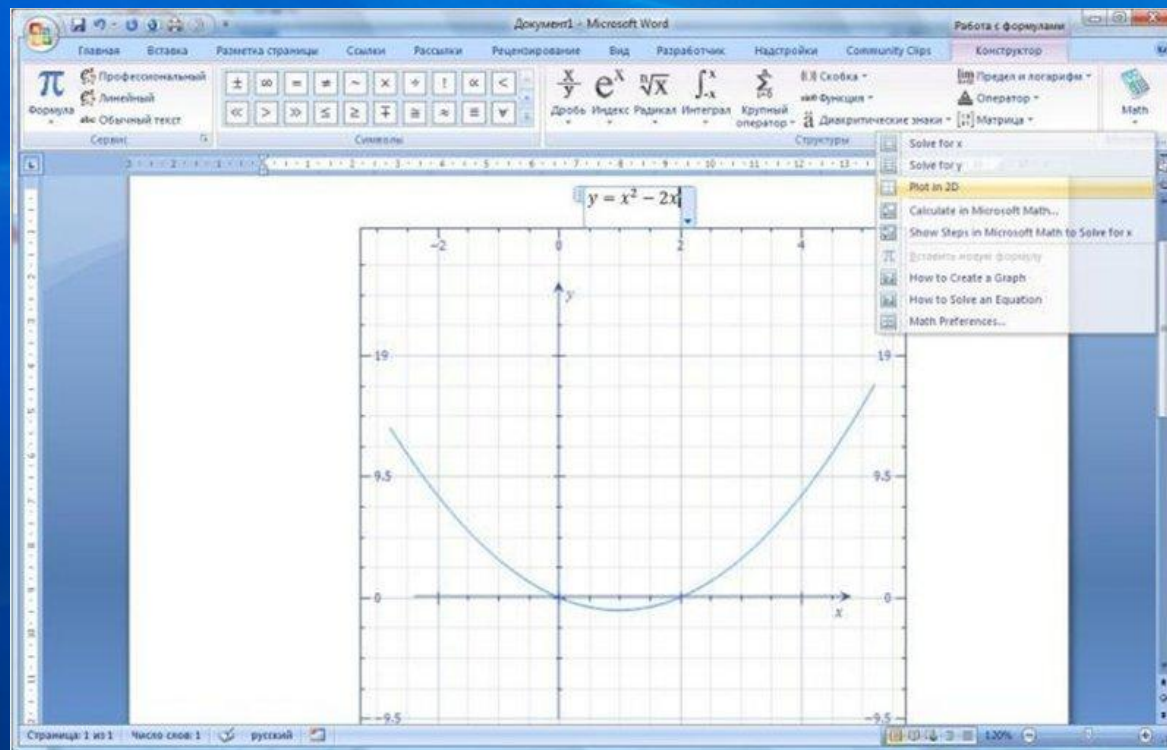 Документ1 - Microsoft Word
Работа с формулами
Главная Вставка Разметка страницы Ссылки Рассылки Рецензирование Вид Разработчик Надстройки Community Clips Конструктор
π Формула
Профессиональный
Линейный
abc Обычный текст
Сервис
± ∞ = ≠ ~ × ÷ ! ∝ <
≪ > ≫ ≤ ≥ ∓ ≅ ≈ ≡ ∀
Символы
Дробь Индекс Радикал Интеграл Крупный оператор
Скобка
Функция
Диакритические знаки
lim Предел и логарифм
Оператор
Матрица
Структуры
Math
Solve for x
Solve for y
Plot in 2D
Calculate in Microsoft Math...
Show Steps in Microsoft Math to Solve for x
Вставить новую формулу
How to Create a Graph
How to Solve an Equation
Math Preferences...
y = x² − 2x
−2 0 2 4
y
19 19
9.5 9.5
0 0
x
−9.5 −9.5
Страница: 1 из 1 Число слов: 1 русский 120%